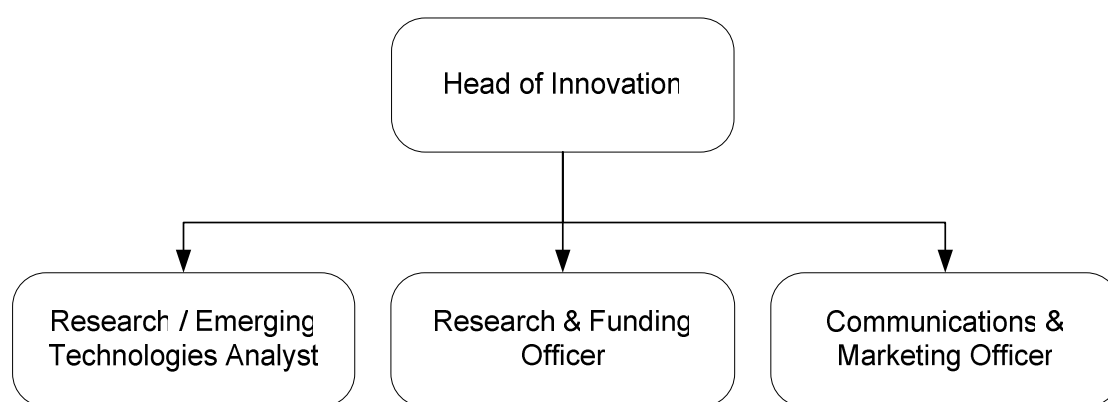 Head of Innovation
Research / Emerging
Technologies Analyst
Research & Funding
Officer
Communications &
Marketing Officer